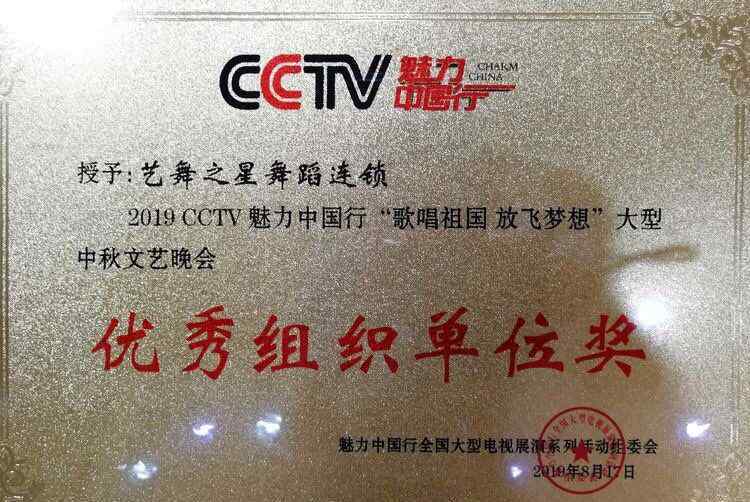 CCTV 魅力 CHARM
中国行 CHINA
授予:艺舞之星舞蹈连锁
2019 CCTV 魅力中国行“歌唱祖国 放飞梦想”大型
中秋文艺晚会
优秀组织单位奖
魅力中国行全国大型电视展演系列活动组委会
2019年8月17日